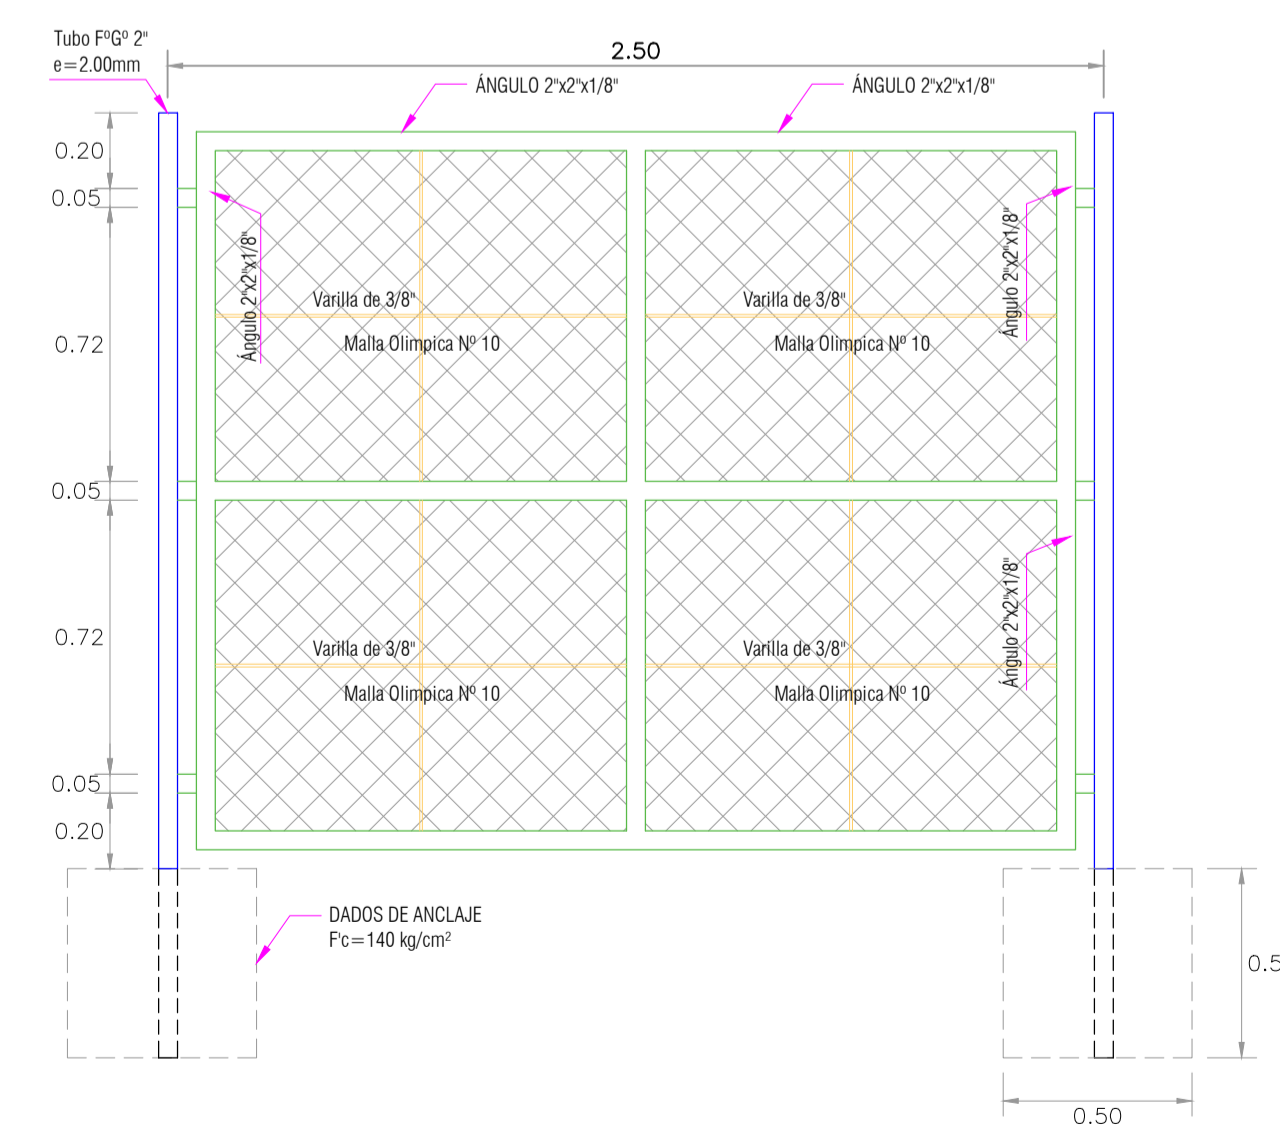 Tubo FºGº 2"
e=2.00mm
2.50
ÁNGULO 2"x2"x1/8"
ÁNGULO 2"x2"x1/8"
0.20
0.05
Ángulo 2"x2"x1/8"
Ángulo 2"x2"x1/8"
Varilla de 3/8"
Varilla de 3/8"
0.72
Malla Olimpica Nº 10
Malla Olimpica Nº 10
0.05
Ángulo 2"x2"x1/8"
0.72
Varilla de 3/8"
Varilla de 3/8"
Malla Olimpica Nº 10
Malla Olimpica Nº 10
0.05
0.20
DADOS DE ANCLAJE
F'c=140 kg/cm²
0.5
0.50